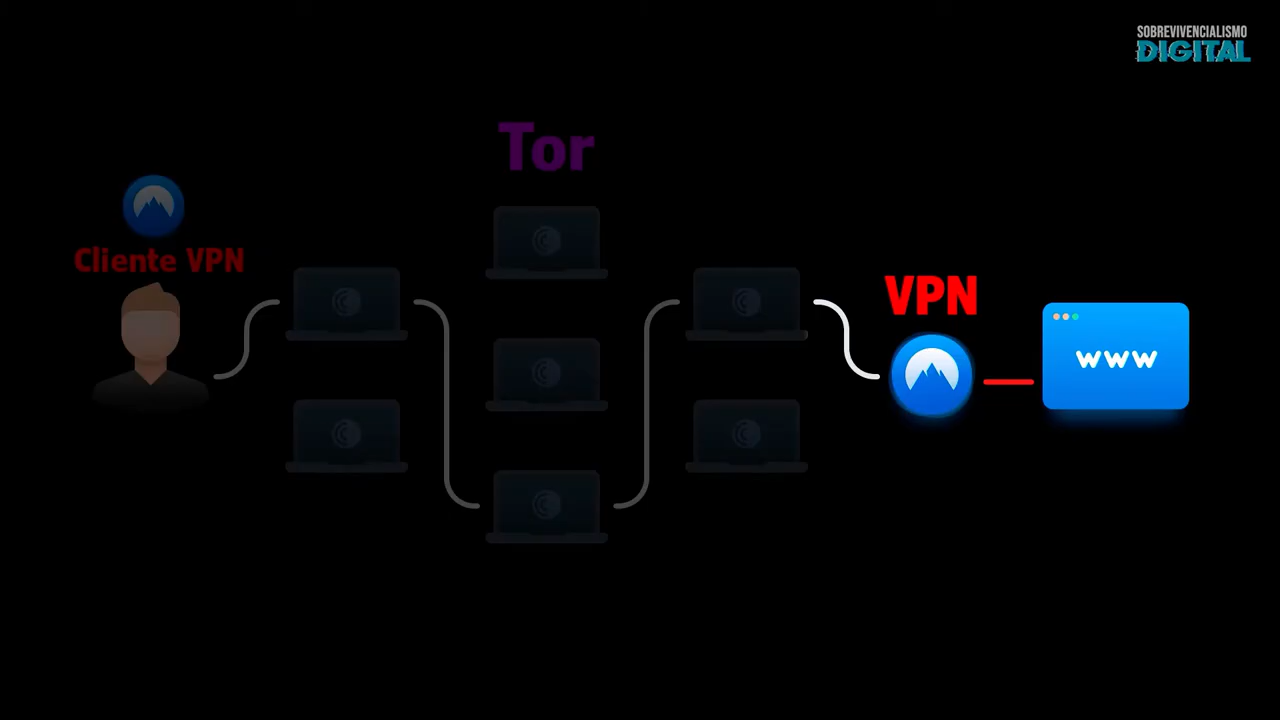 SOBREVIVENCIALISMO
DIGITAL
Tor
Cliente VPN
VPN
www